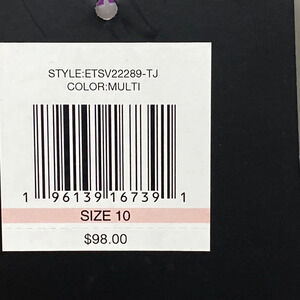 STYLE:ETSV22289-TJ
COLOR:MULTI
1 96139 16739 1
SIZE 10
$98.00